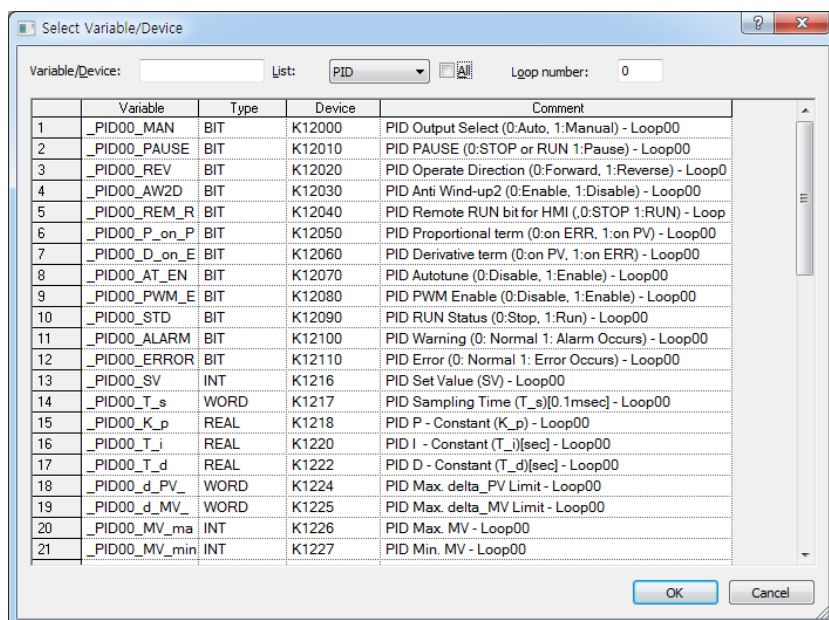 Select Variable/Device
Variable/Device: List: PID All Loop number: 0
Variable Type Device Comment
1 _PID00_MAN BIT K12000 PID Output Select (0:Auto, 1:Manual) - Loop00
2 _PID00_PAUSE BIT K12010 PID PAUSE (0:STOP or RUN 1:Pause) - Loop00
3 _PID00_REV BIT K12020 PID Operate Direction (0:Forward, 1:Reverse) - Loop0
4 _PID00_AW2D BIT K12030 PID Anti Wind-up2 (0:Enable, 1:Disable) - Loop00
5 _PID00_REM_R BIT K12040 PID Remote RUN bit for HMI (,0:STOP 1:RUN) - Loop
6 _PID00_P_on_P BIT K12050 PID Proportional term (0:on ERR, 1:on PV) - Loop00
7 _PID00_D_on_E BIT K12060 PID Derivative term (0:on PV, 1:on ERR) - Loop00
8 _PID00_AT_EN BIT K12070 PID Autotune (0:Disable, 1:Enable) - Loop00
9 _PID00_PWM_E BIT K12080 PID PWM Enable (0:Disable, 1:Enable) - Loop00
10 _PID00_STD BIT K12090 PID RUN Status (0:Stop, 1:Run) - Loop00
11 _PID00_ALARM BIT K12100 PID Warning (0: Normal 1: Alarm Occurs) - Loop00
12 _PID00_ERROR BIT K12110 PID Error (0: Normal 1: Error Occurs) - Loop00
13 _PID00_SV INT K1216 PID Set Value (SV) - Loop00
14 _PID00_T_s WORD K1217 PID Sampling Time (T_s)[0.1msec] - Loop00
15 _PID00_K_p REAL K1218 PID P - Constant (K_p) - Loop00
16 _PID00_T_i REAL K1220 PID I - Constant (T_i)[sec] - Loop00
17 _PID00_T_d REAL K1222 PID D - Constant (T_d)[sec] - Loop00
18 _PID00_d_PV_ WORD K1224 PID Max. delta_PV Limit - Loop00
19 _PID00_d_MV_ WORD K1225 PID Max. delta_MV Limit - Loop00
20 _PID00_MV_ma INT K1226 PID Max. MV - Loop00
21 _PID00_MV_min INT K1227 PID Min. MV - Loop00
OK Cancel